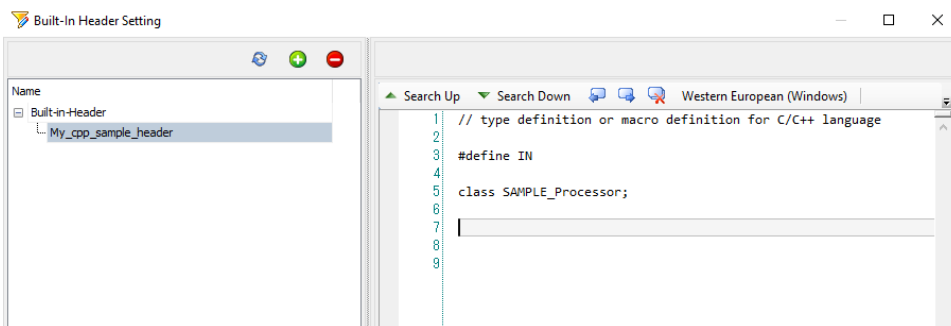 Built-In Header Setting
Name
Built-in-Header
My_cpp_sample_header
Search Up Search Down Western European (Windows)
1 // type definition or macro definition for C/C++ language
2
3 #define IN
4
5 class SAMPLE_Processor;
6
7
8
9